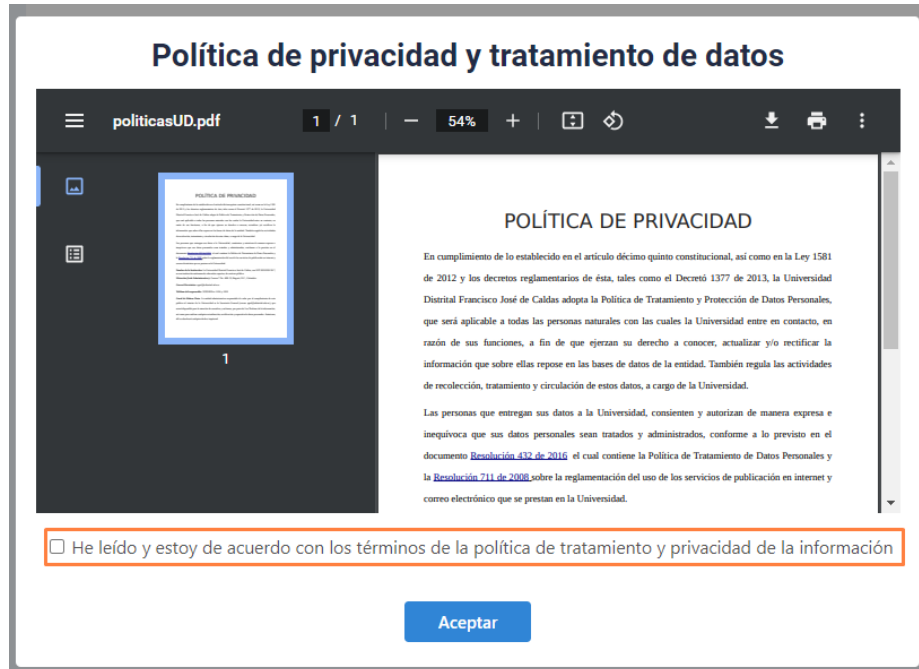 Política de privacidad y tratamiento de datos
politicasUD.pdf 1 / 1 54%
POLÍTICA DE PRIVACIDAD
1
POLÍTICA DE PRIVACIDAD
En cumplimiento de lo establecido en el artículo décimo quinto constitucional, así como en la Ley 1581
de 2012 y los decretos reglamentarios de ésta, tales como el Decretó 1377 de 2013, la Universidad
Distrital Francisco José de Caldas adopta la Política de Tratamiento y Protección de Datos Personales,
que será aplicable a todas las personas naturales con las cuales la Universidad entre en contacto, en
razón de sus funciones, a fin de que ejerzan su derecho a conocer, actualizar y/o rectificar la
información que sobre ellas repose en las bases de datos de la entidad. También regula las actividades
de recolección, tratamiento y circulación de estos datos, a cargo de la Universidad.
Las personas que entregan sus datos a la Universidad, consienten y autorizan de manera expresa e
inequívoca que sus datos personales sean tratados y administrados, conforme a lo previsto en el
documento Resolución 432 de 2016 el cual contiene la Política de Tratamiento de Datos Personales y
la Resolución 711 de 2008 sobre la reglamentación del uso de los servicios de publicación en internet y
correo electrónico que se prestan en la Universidad.
He leído y estoy de acuerdo con los términos de la política de tratamiento y privacidad de la información
Aceptar